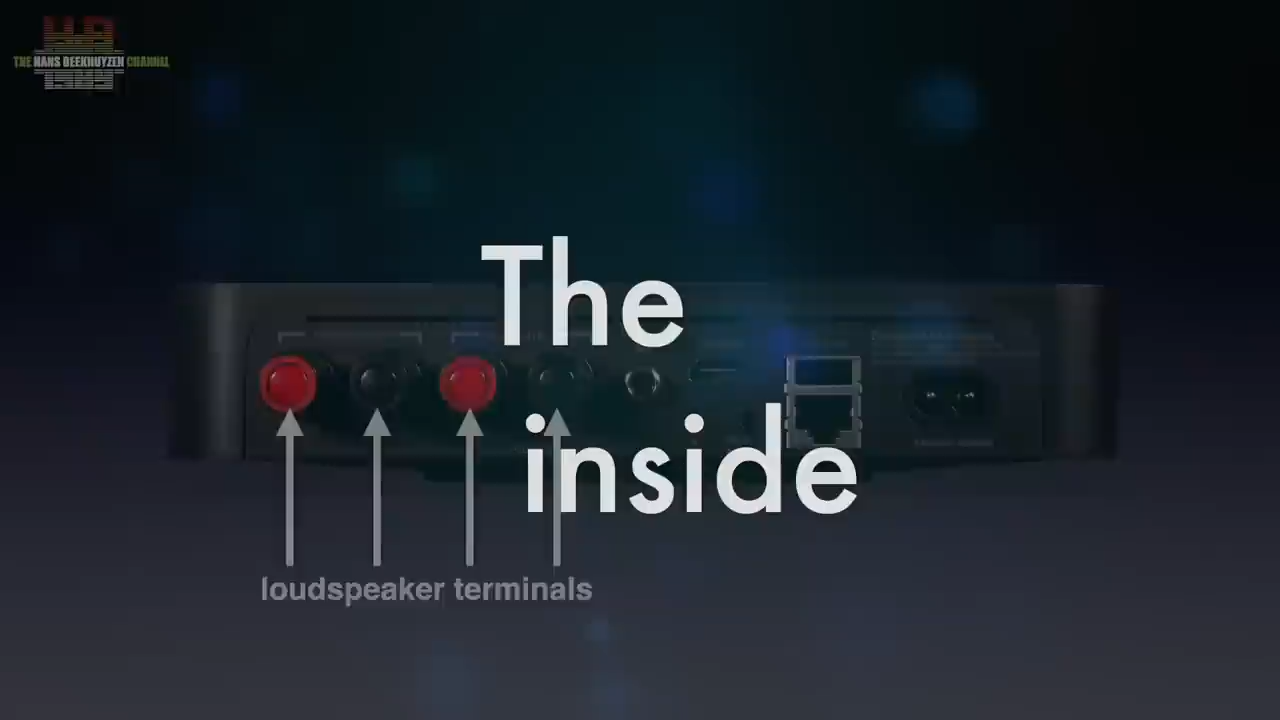 THE HANS BEEKHUYZEN CHANNEL
The
inside
loudspeaker terminals